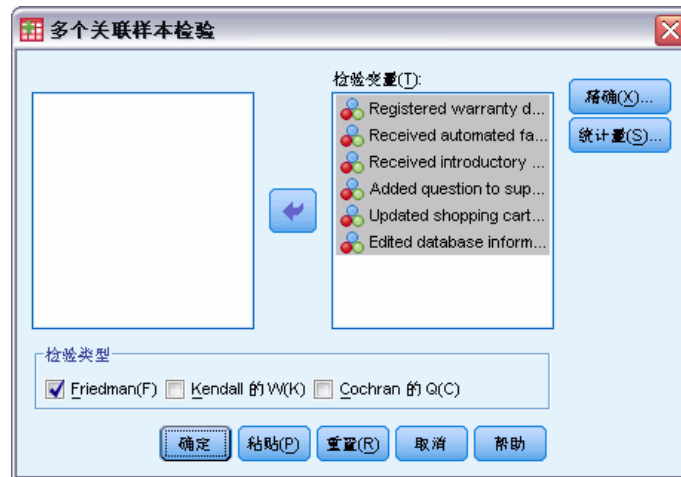 多个关联样本检验
检验变量(T):
Registered warranty d...
Received automated fa...
Received introductory ...
Added question to sup...
Updated shopping cart...
Edited database inform...
精确(X)...
统计量(S)...
检验类型
Friedman(F)
Kendall 的 W(K)
Cochran 的 Q(C)
确定
粘贴(P)
重置(R)
取消
帮助